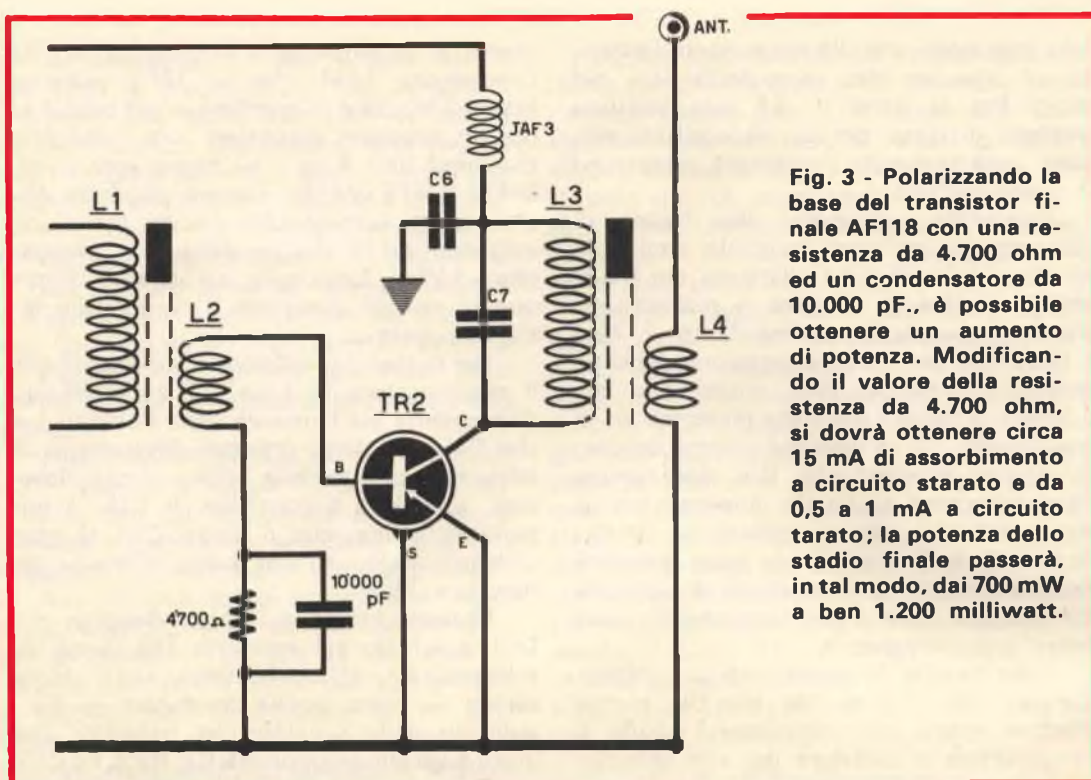 ANT.
JAF 3
C6
L3
L1
C7
L2
L4
TR2
B
C
E
S
10000
pF
4700Ω
Fig. 3 - Polarizzando la
base del transistor fi-
nale AF118 con una re-
sistenza da 4.700 ohm
ed un condensatore da
10.000 pF., è possibile
ottenere un aumento
di potenza. Modifican-
do il valore della resi-
stenza da 4.700 ohm,
si dovrà ottenere circa
15 mA di assorbimento
a circuito starato e da
0,5 a 1 mA a circuito
tarato; la potenza dello
stadio finale passerà,
in tal modo, dai 700 mW
a ben 1.200 milliwatt.